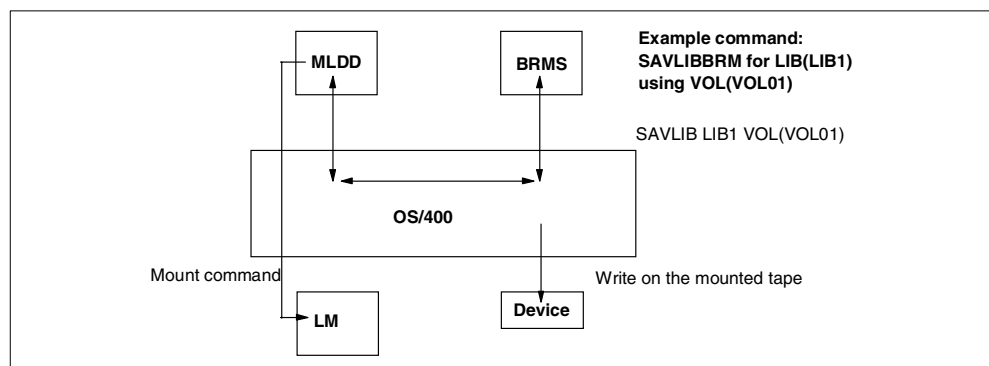 MLDD
BRMS
Example command:
SAVLIBBRM for LIB(LIB1)
using VOL(VOL01)
SAVLIB LIB1 VOL(VOL01)
OS/400
Mount command
Write on the mounted tape
LM
Device